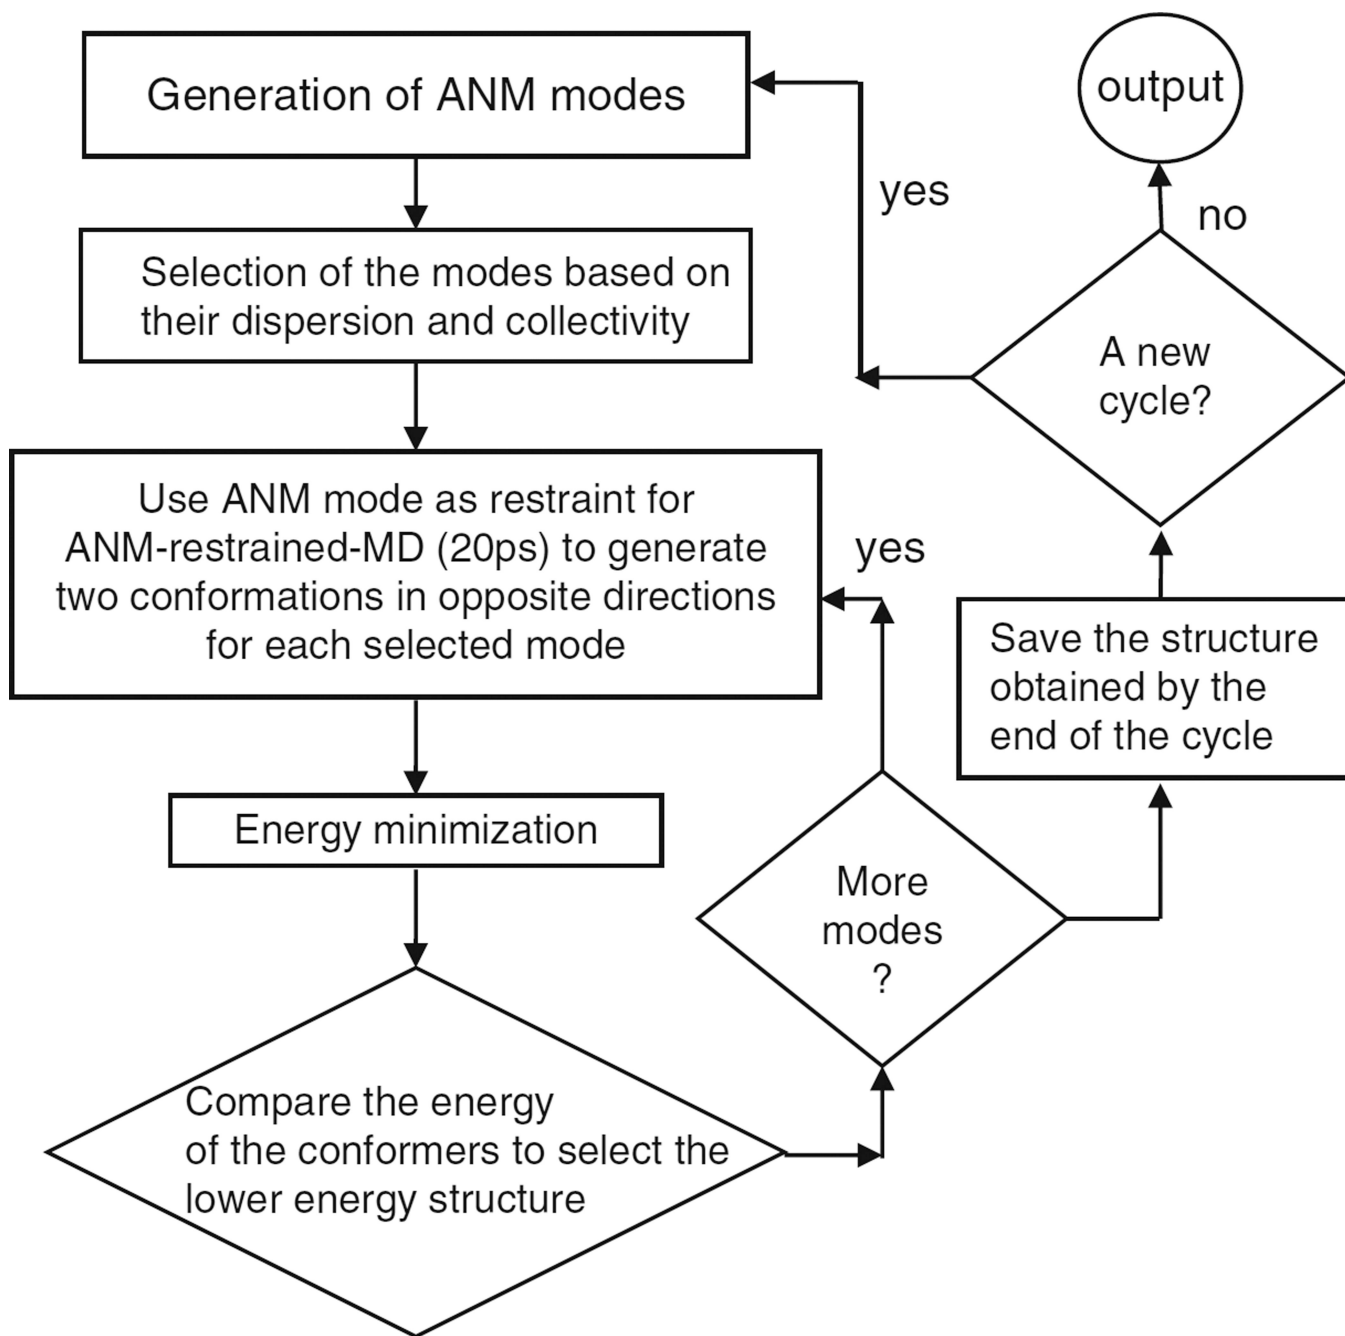 Generation of ANM modes
Selection of the modes based on
their dispersion and collectivity
Use ANM mode as restraint for
ANM-restrained-MD (20ps) to generate
two conformations in opposite directions
for each selected mode
Energy minimization
Compare the energy
of the conformers to select the
lower energy structure
More
modes
?
yes
Save the structure
obtained by the
end of the cycle
A new
cycle?
yes
no
output